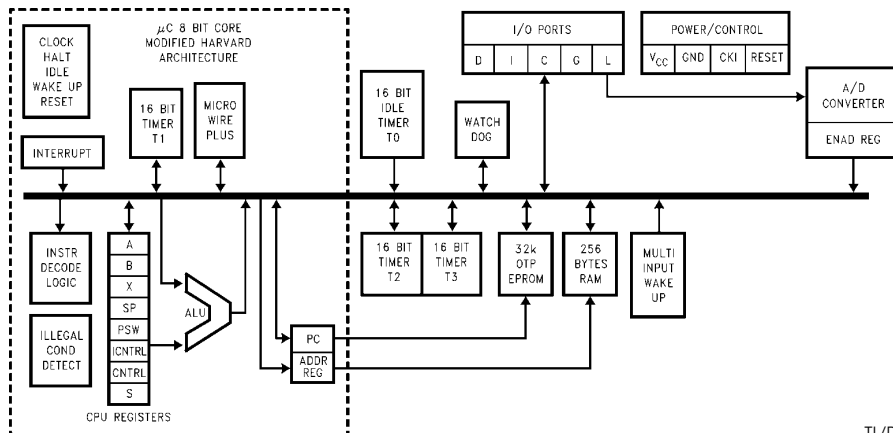 CLOCK
HALT
IDLE
WAKE UP
RESET
µC 8 BIT CORE
MODIFIED HARVARD
ARCHITECTURE
16 BIT
TIMER
T1
MICRO
WIRE
PLUS
INTERRUPT
16 BIT
IDLE
TIMER
T0
WATCH
DOG
I/O PORTS
D I C G L
POWER/CONTROL
VCC GND CKI RESET
A/D
CONVERTER
ENAD REG
INSTR
DECODE
LOGIC
ILLEGAL
COND
DETECT
A
B
X
SP
PSW
ICNTRL
CNTRL
S
CPU REGISTERS
ALU
PC
ADDR
REG
16 BIT
TIMER
T2
16 BIT
TIMER
T3
32k
OTP
EPROM
256
BYTES
RAM
MULTI
INPUT
WAKE
UP